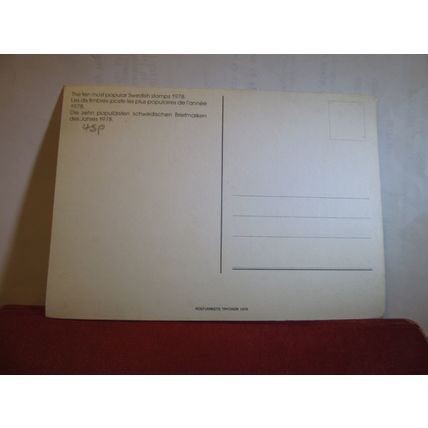 The ten most popular Swedish stamps 1978.
Les dix timbres-poste les plus populaires de l'année
1978.
Die zehn populärsten schwedischen Briefmarken
des Jahres 1978.
45p